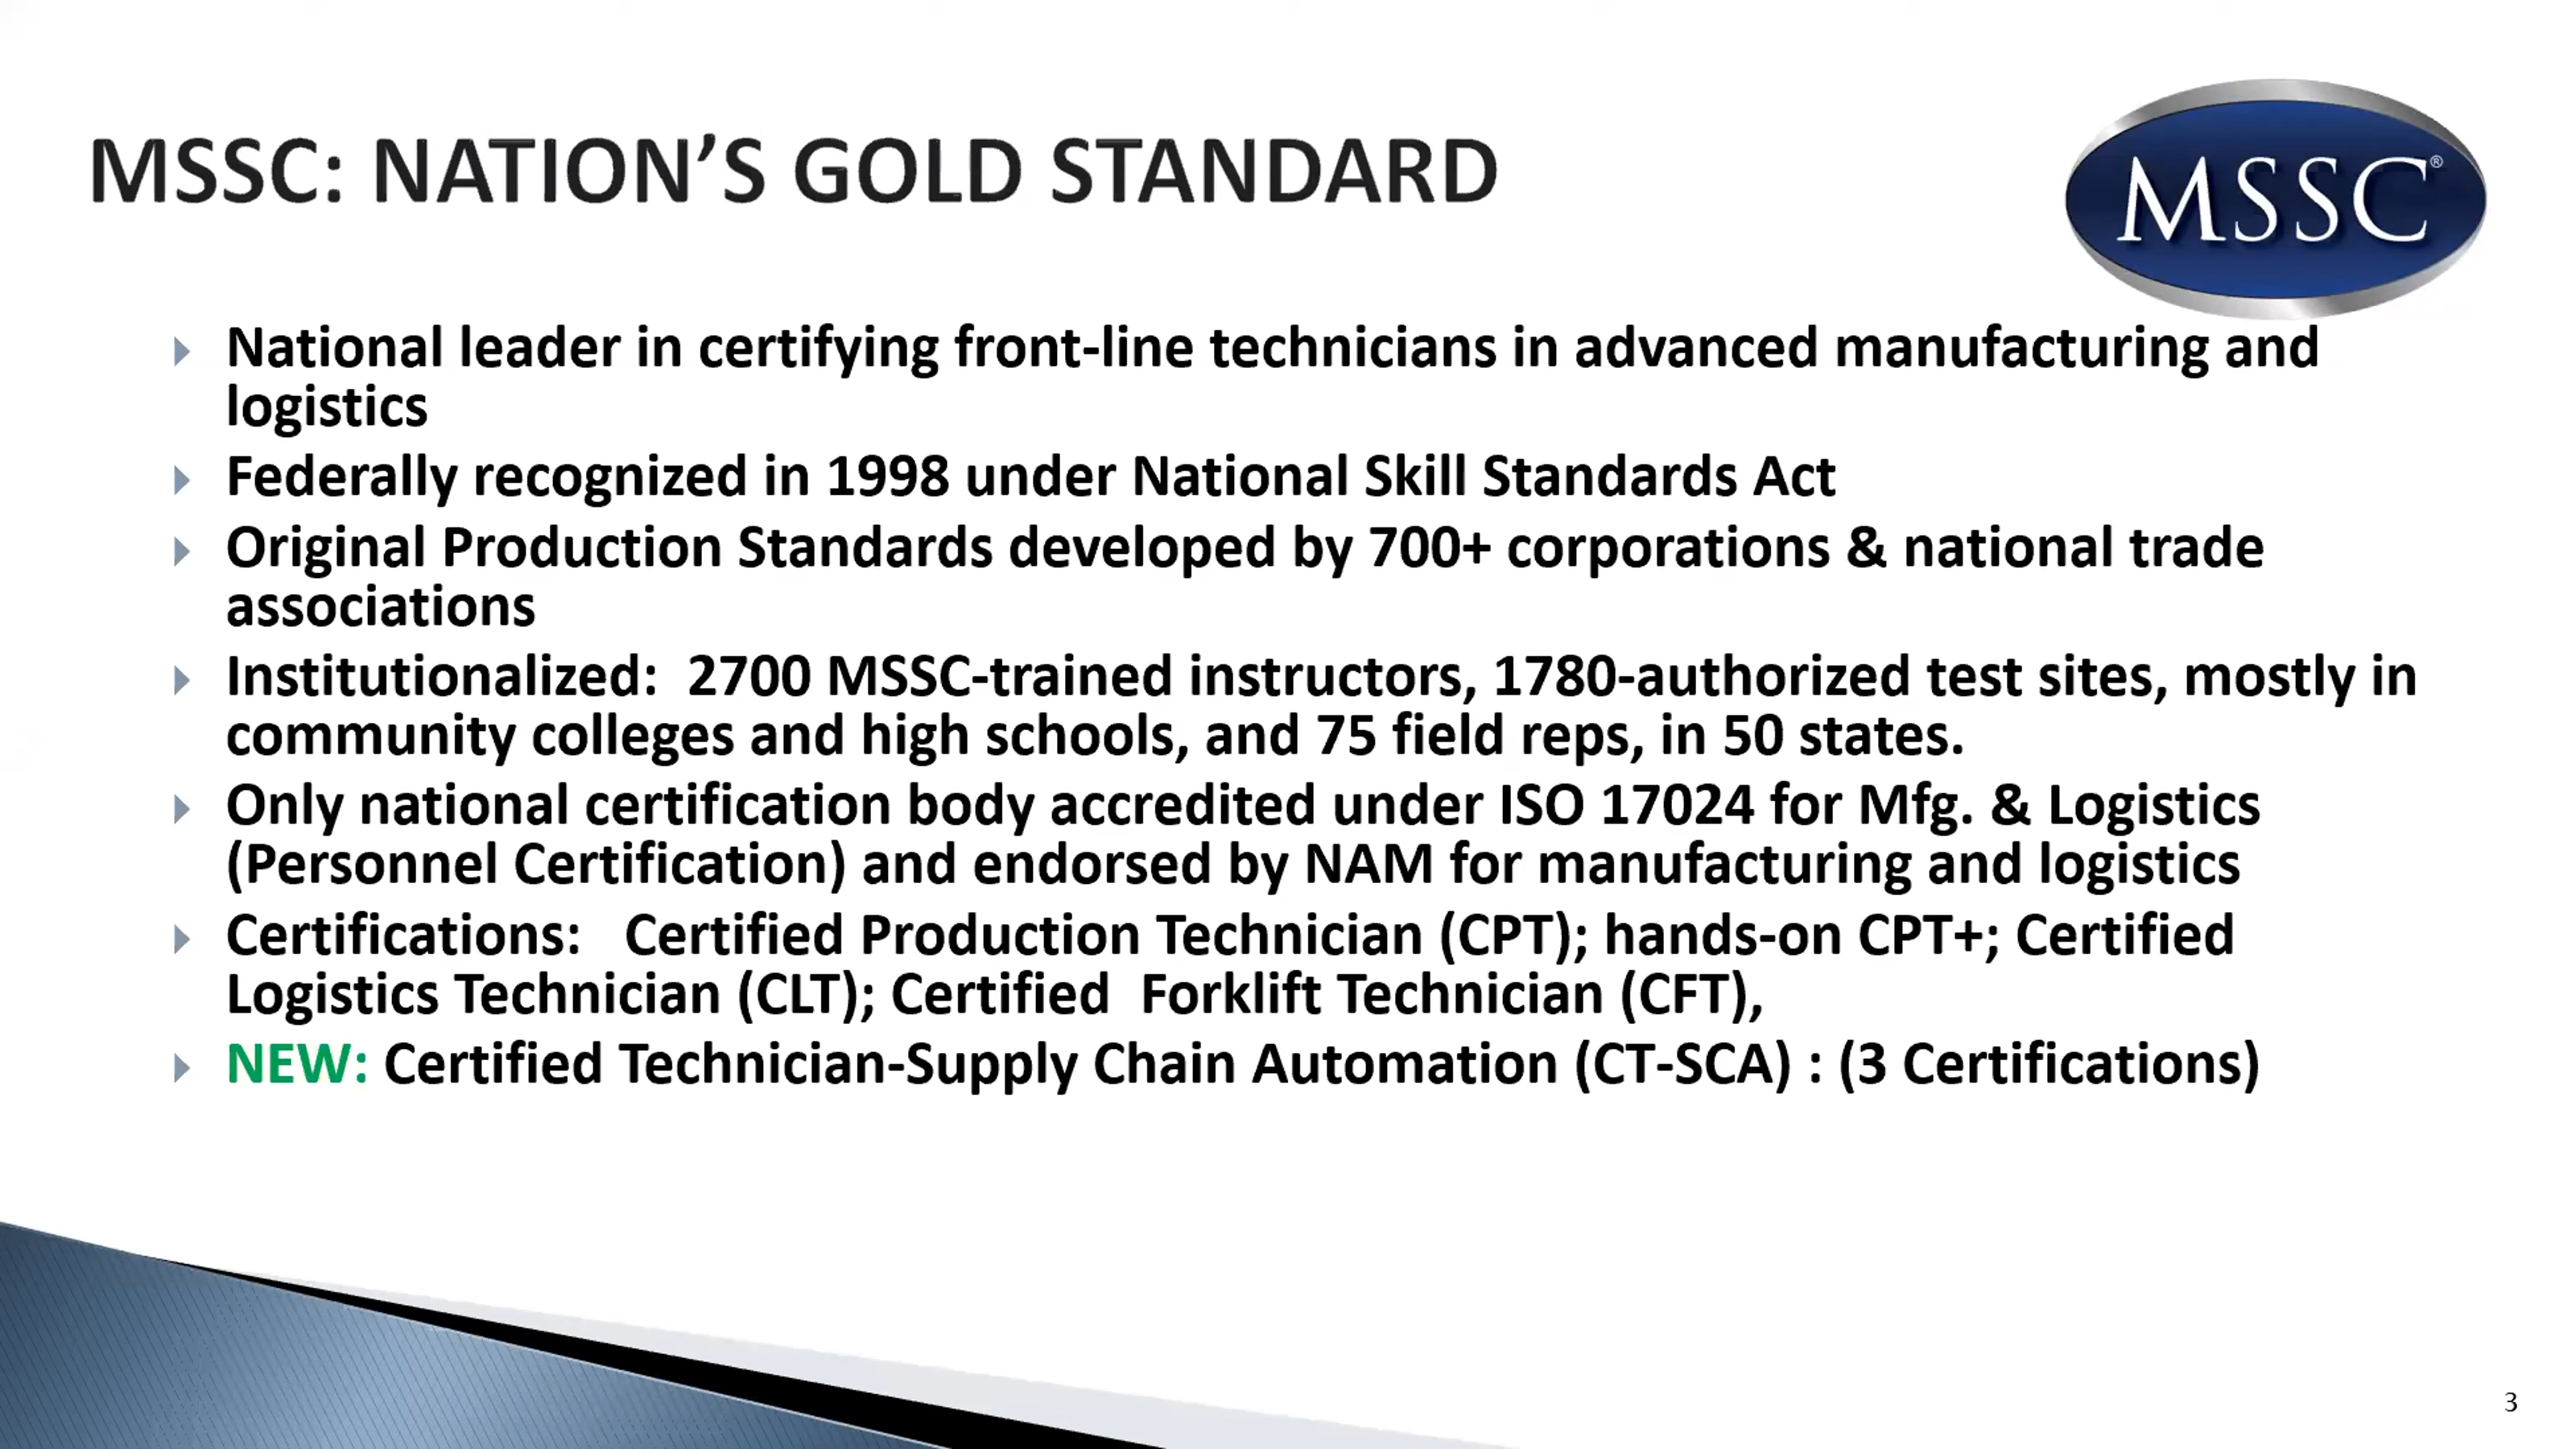 MSSC: NATION’S GOLD STANDARD
MSSC®
National leader in certifying front-line technicians in advanced manufacturing and
logistics
Federally recognized in 1998 under National Skill Standards Act
Original Production Standards developed by 700+ corporations & national trade
associations
Institutionalized:  2700 MSSC-trained instructors, 1780-authorized test sites, mostly in
community colleges and high schools, and 75 field reps, in 50 states.
Only national certification body accredited under ISO 17024 for Mfg. & Logistics
(Personnel Certification) and endorsed by NAM for manufacturing and logistics
Certifications:   Certified Production Technician (CPT); hands-on CPT+; Certified
Logistics Technician (CLT); Certified  Forklift Technician (CFT),
NEW: Certified Technician-Supply Chain Automation (CT-SCA) : (3 Certifications)
3